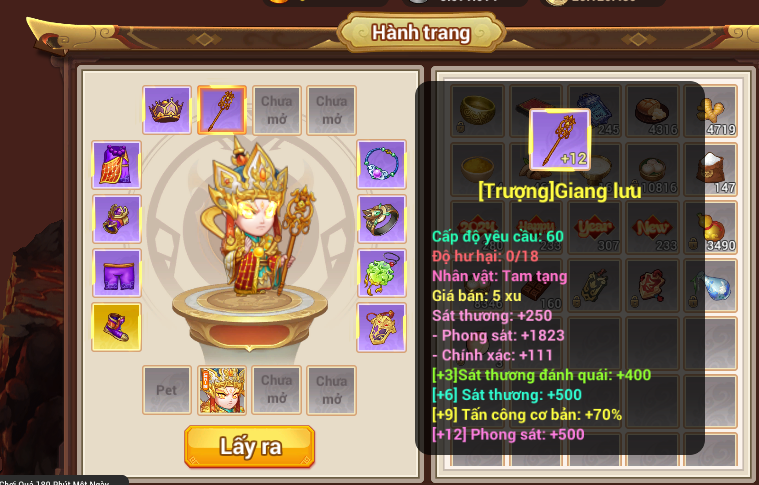 Hành trang
Chưa mở
Chưa mở
245
4316
4719
+12
[Trượng]Giang lưu
10816
147
Cấp độ yêu cầu: 60
Độ hư hại: 0/18
Nhân vật: Tam tạng
Giá bán: 5 xu
Sát thương: +250
- Phong sát: +1823
- Chính xác: +111
[+3]Sát thương đánh quái: +400
[+6] Sát thương: +500
[+9] Tấn công cơ bản: +70%
[+12] Phong sát: +500
Year
New
233
307
233
3490
160
Pet
Chưa mở
Chưa mở
Lấy ra
Chơi Quá 180 Phút Một Ngày